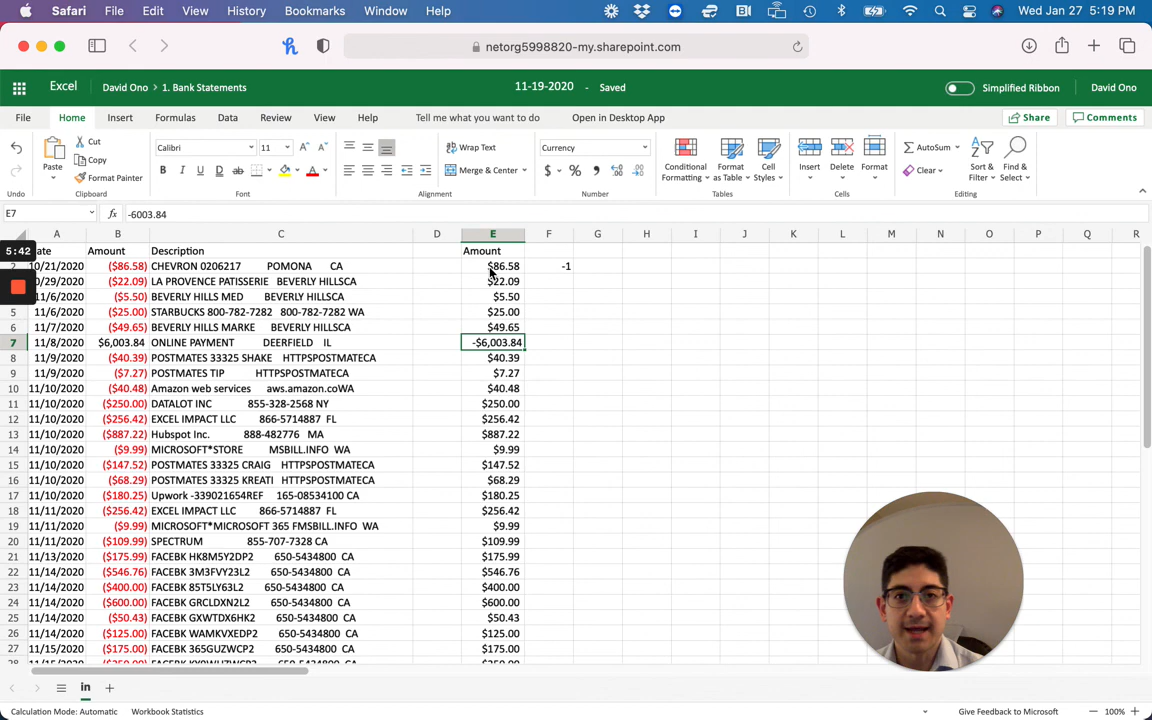 Safari File Edit View History Bookmarks Window Help Wed Jan 27 5:19 PM
netorg5998820-my.sharepoint.com
Excel David Ono > 1. Bank Statements 11-19-2020 - Saved Simplified Ribbon David Ono
File Home Insert Formulas Data Review View Help Tell me what you want to do Open in Desktop App Share Comments
Cut
Copy
Format Painter
Paste
Calibri 11
Wrap Text
Merge & Center
Currency
Conditional Formatting
Format as Table
Cell Styles
Insert Delete Format
AutoSum
Clear
Sort & Filter
Find & Select
Undo Clipboard Font Alignment Number Tables Cells Editing
E7 fx -6003.84
A B C D E F G H I J K L M N O P Q R
5:42 ate Amount Description Amount
2 10/21/2020 ($86.58) CHEVRON 0206217 POMONA CA $86.58 -1
10/29/2020 ($22.09) LA PROVENCE PATISSERIE BEVERLY HILLSCA $22.09
11/6/2020 ($5.50) BEVERLY HILLS MED BEVERLY HILLSCA $5.50
5 11/6/2020 ($25.00) STARBUCKS 800-782-7282 800-782-7282 WA $25.00
6 11/7/2020 ($49.65) BEVERLY HILLS MARKE BEVERLY HILLSCA $49.65
7 11/8/2020 $6,003.84 ONLINE PAYMENT DEERFIELD IL -$6,003.84
8 11/9/2020 ($40.39) POSTMATES 33325 SHAKE HTTPSPOSTMATECA $40.39
9 11/9/2020 ($7.27) POSTMATES TIP HTTPSPOSTMATECA $7.27
10 11/10/2020 ($40.48) Amazon web services aws.amazon.coWA $40.48
11 11/10/2020 ($250.00) DATALOT INC 855-328-2568 NY $250.00
12 11/10/2020 ($256.42) EXCEL IMPACT LLC 866-5714887 FL $256.42
13 11/10/2020 ($887.22) Hubspot Inc. 888-482776 MA $887.22
14 11/10/2020 ($9.99) MICROSOFT*STORE MSBILL.INFO WA $9.99
15 11/10/2020 ($147.52) POSTMATES 33325 CRAIG HTTPSPOSTMATECA $147.52
16 11/10/2020 ($68.29) POSTMATES 33325 KREATI HTTPSPOSTMATECA $68.29
17 11/10/2020 ($180.25) Upwork -339021654REF 165-08534100 CA $180.25
18 11/11/2020 ($256.42) EXCEL IMPACT LLC 866-5714887 FL $256.42
19 11/11/2020 ($9.99) MICROSOFT*MICROSOFT 365 FMSBILL.INFO WA $9.99
20 11/11/2020 ($109.99) SPECTRUM 855-707-7328 CA $109.99
21 11/13/2020 ($175.99) FACEBK HK8M5Y2DP2 650-5434800 CA $175.99
22 11/14/2020 ($546.76) FACEBK 3M3FVY23L2 650-5434800 CA $546.76
23 11/14/2020 ($400.00) FACEBK 85T5LY63L2 650-5434800 CA $400.00
24 11/14/2020 ($600.00) FACEBK GRCLDXN2L2 650-5434800 CA $600.00
25 11/14/2020 ($50.43) FACEBK GXWTDX6HK2 650-5434800 CA $50.43
26 11/14/2020 ($125.00) FACEBK WAMKVXEDP2 650-5434800 CA $125.00
27 11/15/2020 ($175.00) FACEBK 365GUZWCP2 650-5434800 CA $175.00
in
Calculation Mode: Automatic Workbook Statistics Give Feedback to Microsoft 100%